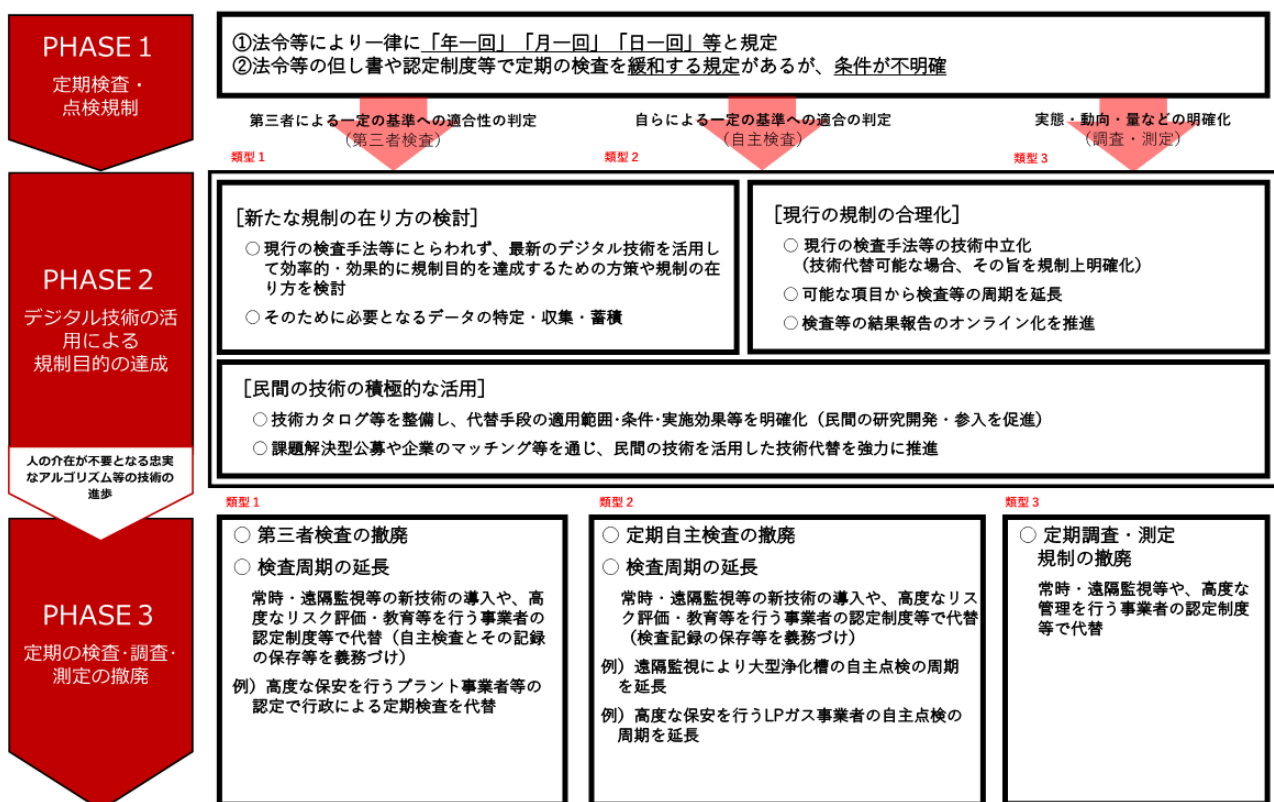 PHASE 1
定期検査・
点検規制
①法令等により一律に「年一回」「月一回」「日一回」等と規定
②法令等の但し書や認定制度等で定期の検査を緩和する規定があるが、条件が不明確
第三者による一定の基準への適合性の判定
（第三者検査）
類型1
自らによる一定の基準への適合の判定
（自主検査）
類型2
実態・動向・量などの明確化
（調査・測定）
類型3
PHASE 2
デジタル技術の活
用による
規制目的の達成
［新たな規制の在り方の検討］
○ 現行の検査手法等にとらわれず、最新のデジタル技術を活用し
て効率的・効果的に規制目的を達成するための方策や規制の在
り方を検討
○ そのために必要となるデータの特定・収集・蓄積
［現行の規制の合理化］
○ 現行の検査手法等の技術中立化
（技術代替可能な場合、その旨を規制上明確化）
○ 可能な項目から検査等の周期を延長
○ 検査等の結果報告のオンライン化を推進
［民間の技術の積極的な活用］
○ 技術カタログ等を整備し、代替手段の適用範囲･条件･実施効果等を明確化（民間の研究開発・参入を促進）
○ 課題解決型公募や企業のマッチング等を通じ、民間の技術を活用した技術代替を強力に推進
人の介在が不要となる忠実
なアルゴリズム等の技術の
進歩
PHASE 3
定期の検査･調査･
測定の撤廃
類型1
○ 第三者検査の撤廃
○ 検査周期の延長
常時・遠隔監視等の新技術の導入や、高
度なリスク評価・教育等を行う事業者の
認定制度等で代替（自主検査とその記録
の保存等を義務づけ）
例）高度な保安を行うプラント事業者等の
認定で行政による定期検査を代替
類型2
○ 定期自主検査の撤廃
○ 検査周期の延長
常時・遠隔監視等の新技術の導入や、高度なリス
ク評価・教育等を行う事業者の認定制度等で代替
（検査記録の保存等を義務づけ）
例）遠隔監視により大型浄化槽の自主点検の周期
を延長
例）高度な保安を行うLPガス事業者の自主点検の
周期を延長
類型3
○ 定期調査・測定
規制の撤廃
常時・遠隔監視等や、高度な
管理を行う事業者の認定制度
等で代替